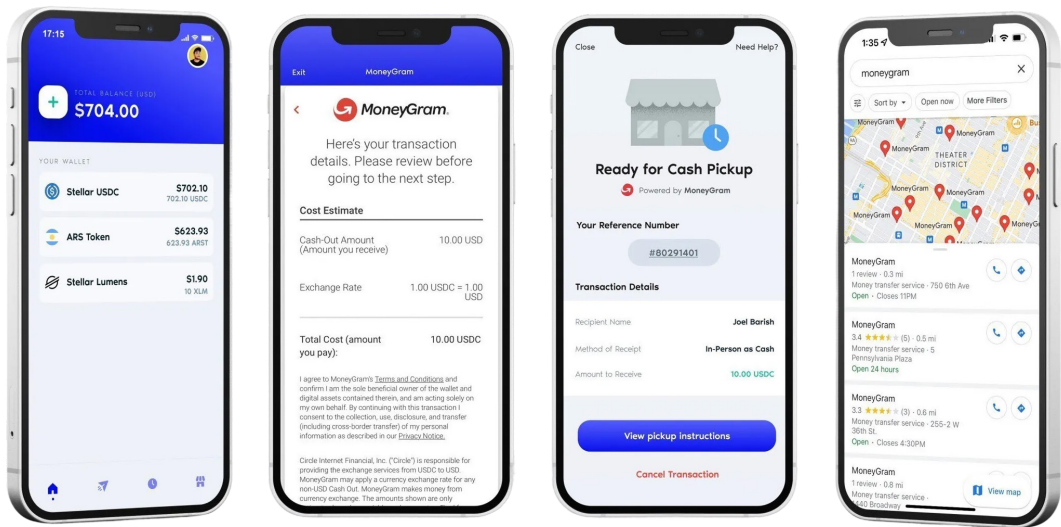 17:15
TOTAL BALANCE (USD)
$704.00
YOUR WALLET
Stellar USDC
$702.10
702.10 USDC
ARS Token
$623.93
623.93 ARST
Stellar Lumens
$1.90
10 XLM
Exit
MoneyGram
MoneyGram.
Here's your transaction
details. Please review before
going to the next step.
Cost Estimate
Cash-Out Amount
(Amount you receive)
10.00 USD
Exchange Rate
1.00 USDC = 1.00
USD
Total Cost (amount
you pay):
10.00 USDC
I agree to MoneyGram's Terms and Conditions and
confirm I am the sole beneficial owner of the wallet and
digital assets contained therein, and am acting solely on
my own behalf. By continuing with this transaction I
consent to the collection, use, disclosure, and transfer
(including cross-border transfer) of my personal
information as described in our Privacy Notice.
Circle Internet Financial, Inc. ("Circle") is responsible for
providing the exchange services from USDC to USD.
MoneyGram may apply a currency exchange rate for any
non-USD Cash Out. MoneyGram makes money from
currency exchange. The amounts shown are only
Close
Need Help?
Ready for Cash Pickup
Powered by MoneyGram
Your Reference Number
#80291401
Transaction Details
Recipient Name
Joel Barish
Method of Receipt
In-Person as Cash
Amount to Receive
10.00 USDC
View pickup instructions
Cancel Transaction
1:35
moneygram
Sort by
Open now
More Filters
MoneyGram
MoneyGram
MoneyGram
THEATER
DISTRICT
MoneyGram
MoneyGram
MoneyGram
MoneyGram
MoneyGram
1 review · 0.3 mi
Money transfer service · 750 6th Ave
Open · Closes 11PM
MoneyGram
3.4 (5) · 0.5 mi
Money transfer service · 5
Pennsylvania Plaza
Open 24 hours
MoneyGram
3.3 (3) · 0.6 mi
Money transfer service · 255-2 W
36th St.
Open · Closes 4:30PM
MoneyGram
1 review · 0.8 mi
Money transfer service ·
1440 Broadway
View map